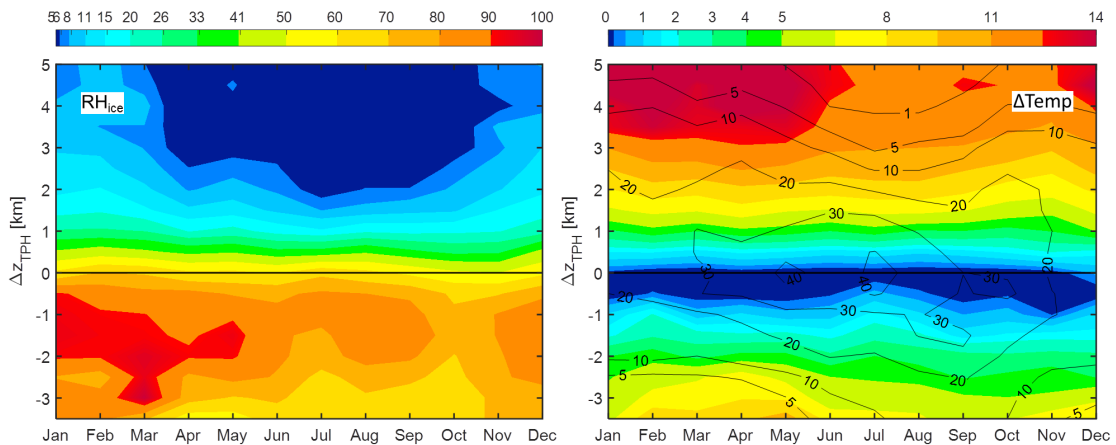 56 8 11 15 20 26 33 41 50 60 70 80 90 100
RH_ice
Δz_TPH [km]
5
4
3
2
1
0
-1
-2
-3
Jan Feb Mar Apr May Jun Jul Aug Sep Oct Nov Dec
0 1 2 3 4 5 8 11 14
ΔTemp
Δz_TPH [km]
5
4
3
2
1
0
-1
-2
-3
5 1
10 5
10 10
20 20 20
30
20
30 40 40 30
20 30 30
20
10 20
5 10
5 5
Jan Feb Mar Apr May Jun Jul Aug Sep Oct Nov Dec